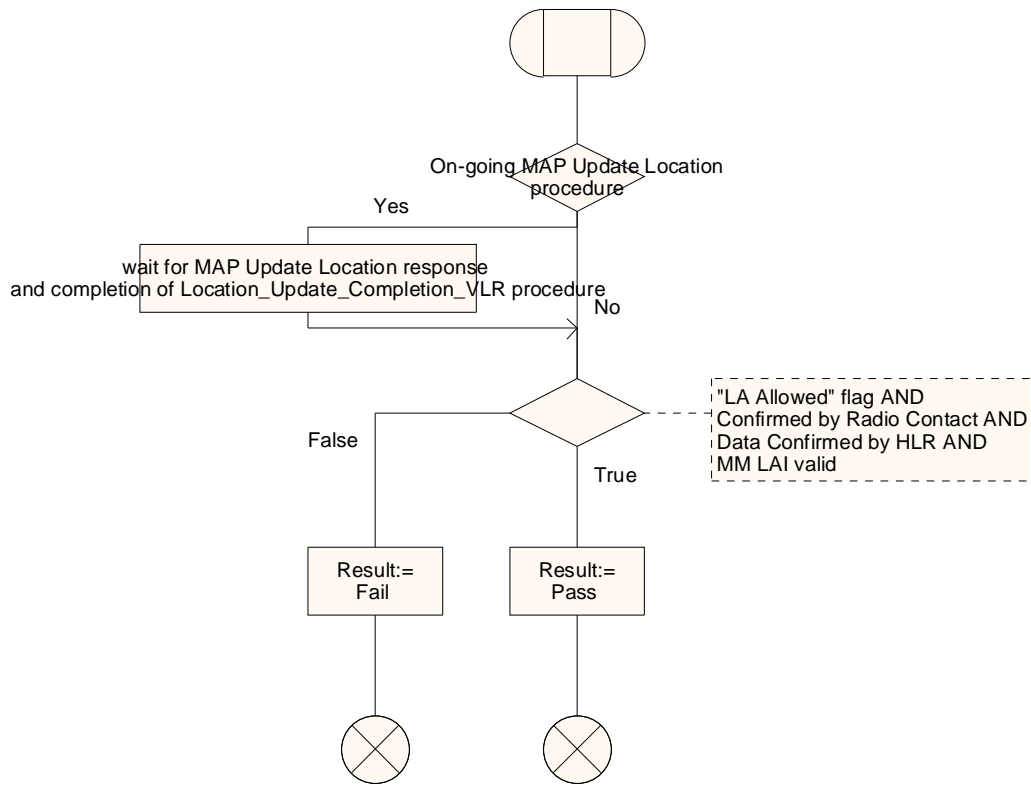 On-going MAP Update Location
procedure
Yes
wait for MAP Update Location response
and completion of Location_Update_Completion_VLR procedure
No
"LA Allowed" flag AND
Confirmed by Radio Contact AND
Data Confirmed by HLR AND
MM LAI valid
False
True
Result:=
Fail
Result:=
Pass